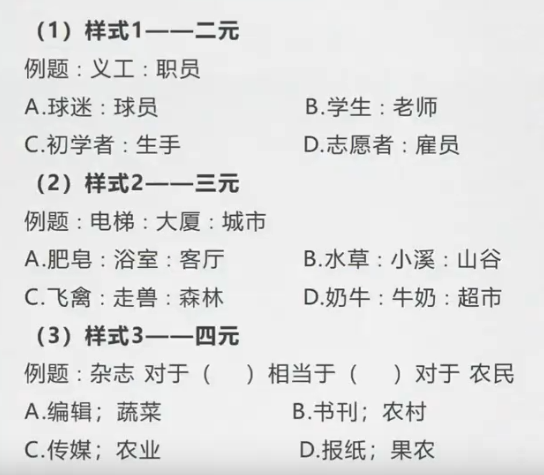 （1）样式1——二元
例题：义工：职员
A.球迷：球员 B.学生：老师
C.初学者：生手 D.志愿者：雇员
（2）样式2——三元
例题：电梯：大厦：城市
A.肥皂：浴室：客厅 B.水草：小溪：山谷
C.飞禽：走兽：森林 D.奶牛：牛奶：超市
（3）样式3——四元
例题：杂志 对于（ ）相当于（ ）对于 农民
A.编辑；蔬菜 B.书刊；农村
C.传媒；农业 D.报纸；果农